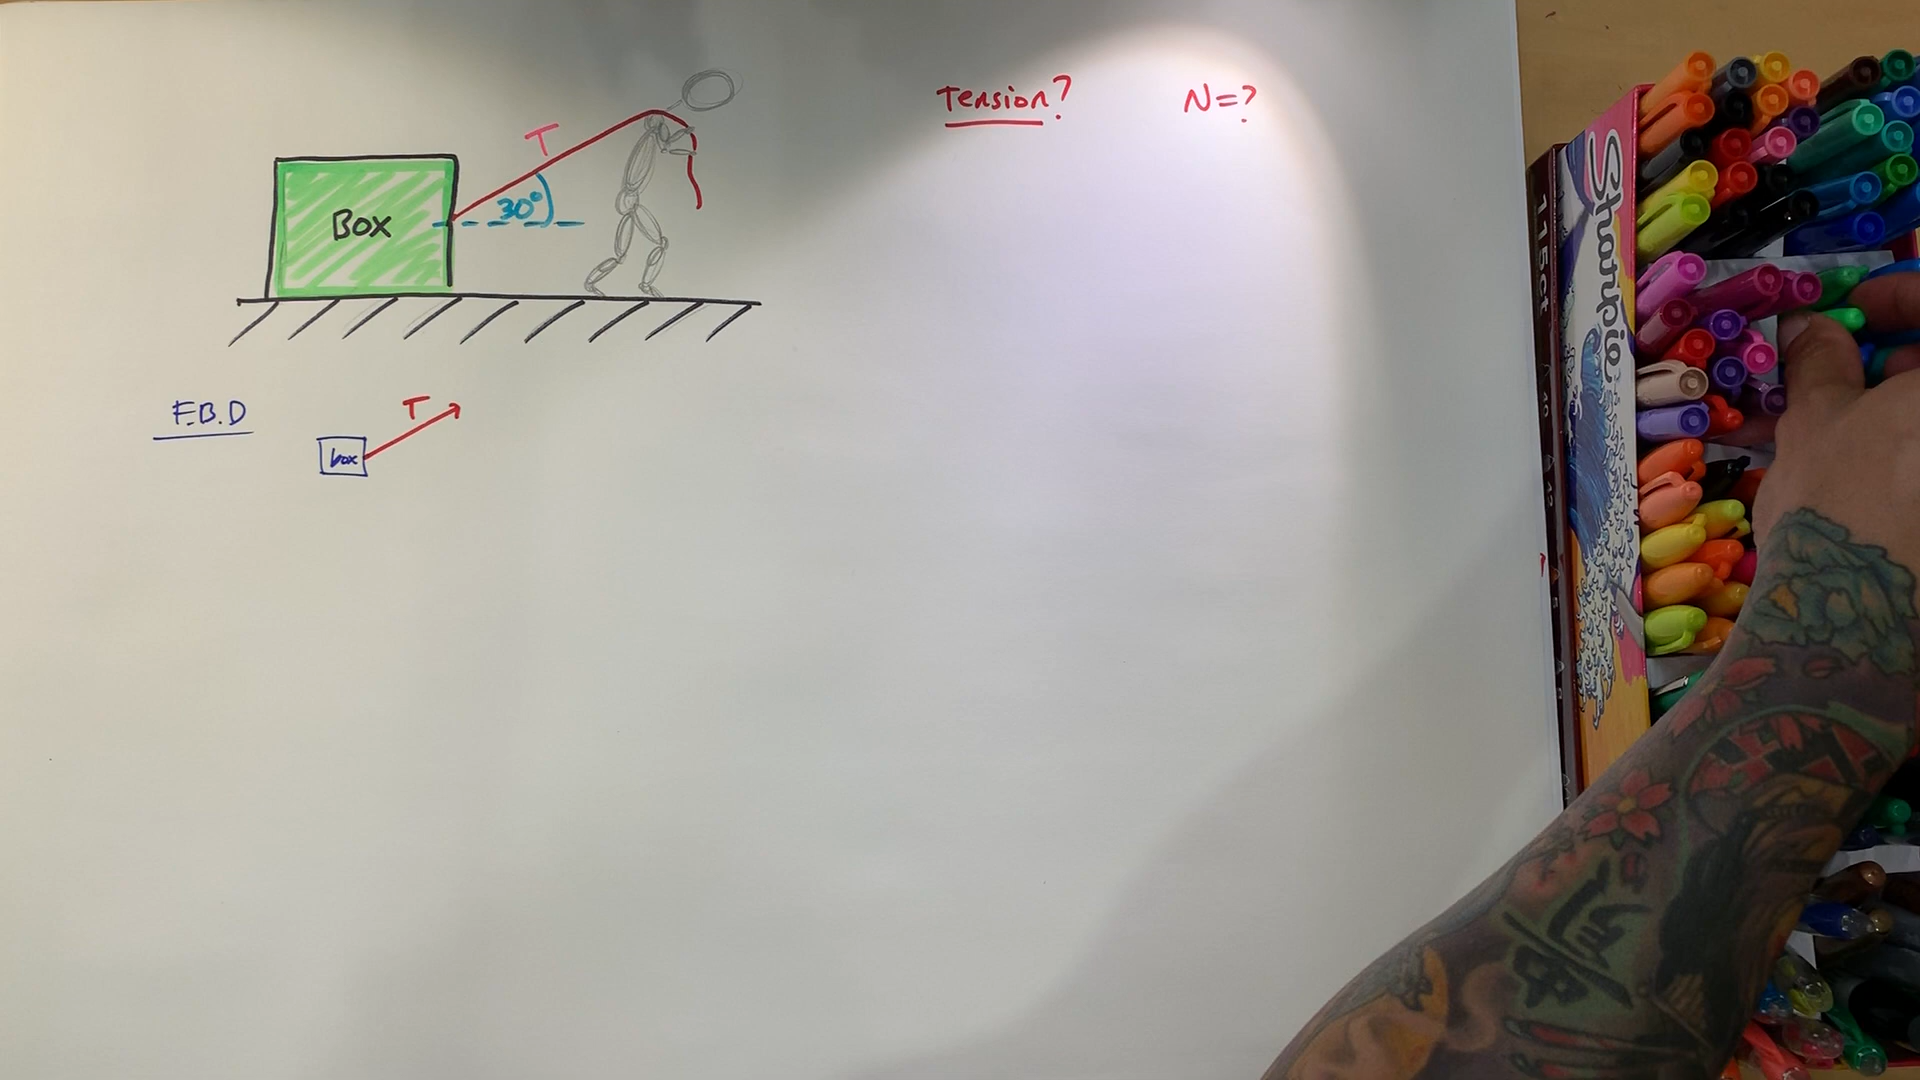 Tension?
N=?
T
30°
BOX
F.B.D
T
box
Sharpie
115ct